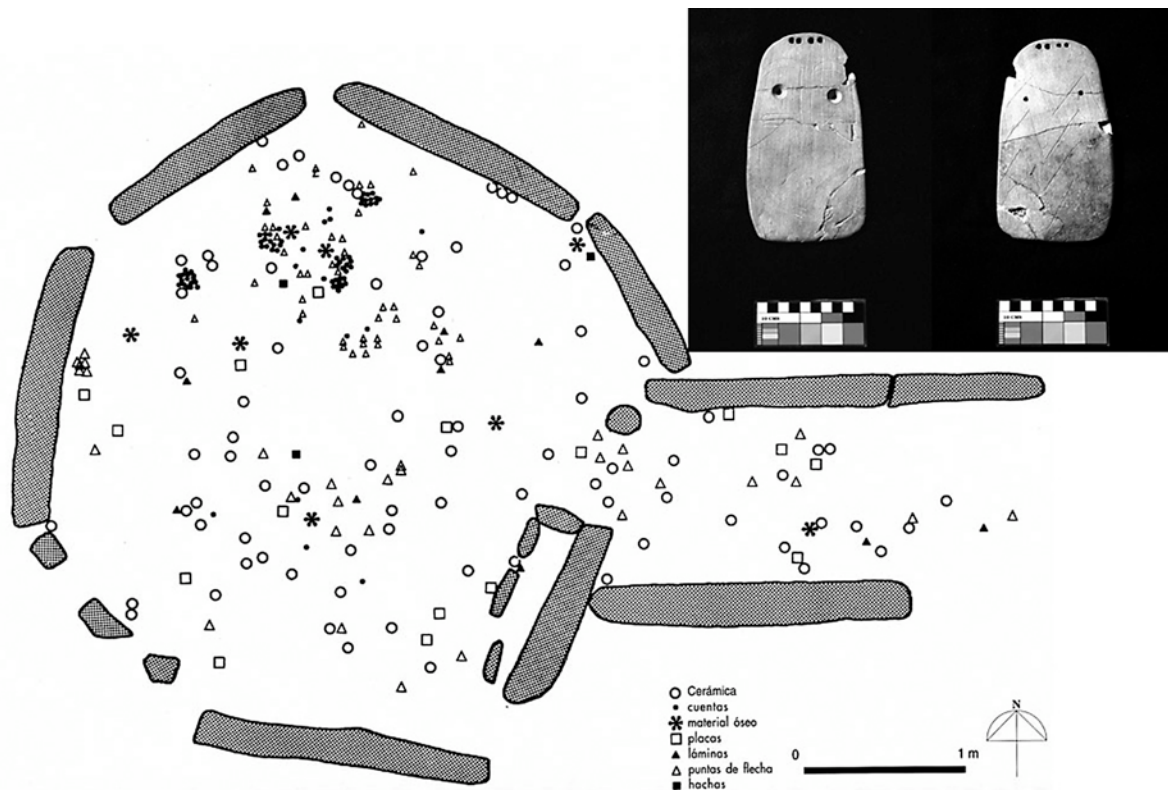 Cerámica
cuentas
material óseo
placas
láminas
puntas de flecha
hachas
0 1 m
N